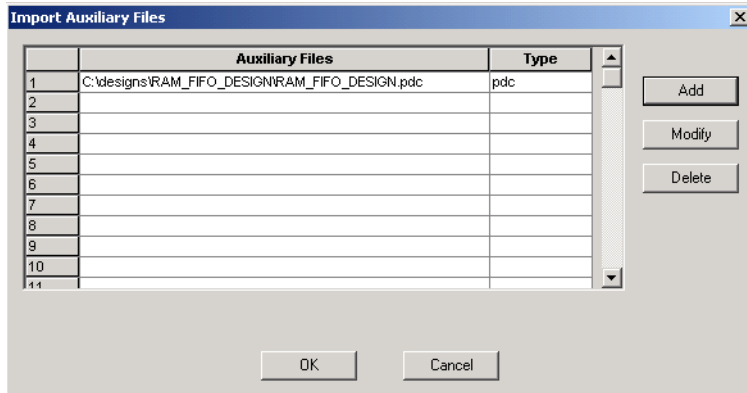 Import Auxiliary Files
Auxiliary Files Type
1 C:\designs\RAM_FIFO_DESIGN\RAM_FIFO_DESIGN.pdc pdc
2
3
4
5
6
7
8
9
10
11
Add
Modify
Delete
OK Cancel